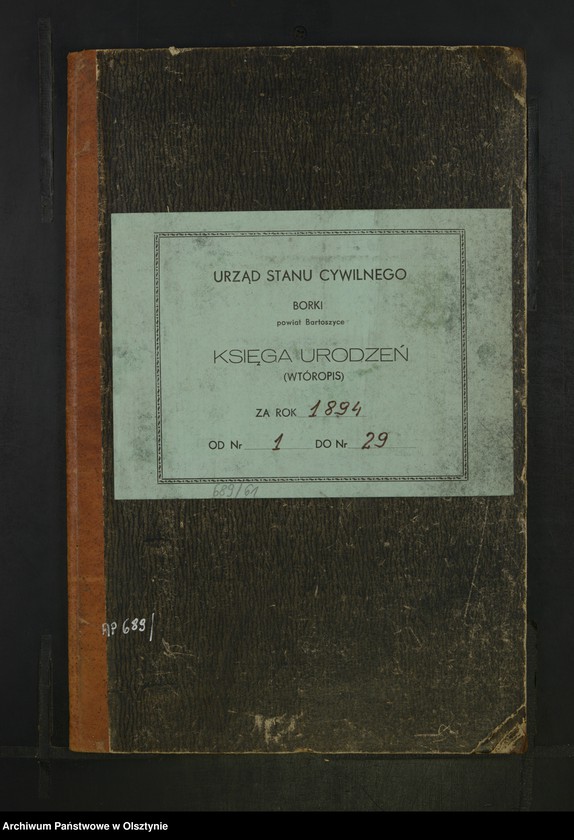 URZĄD STANU CYWILNEGO
BORKI
powiat Bartoszyce
KSIĘGA URODZEŃ
(WTÓROPIS)
ZA ROK 1894
OD Nr 1 DO Nr 29
689/61
AP 689/
Archiwum Państwowe w Olsztynie